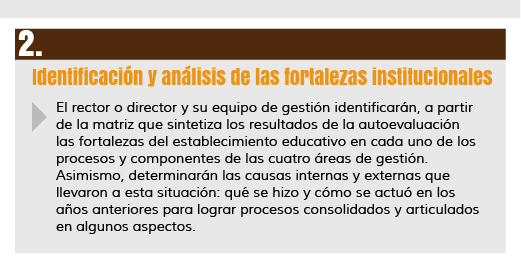 2.
Identificación y análisis de las fortalezas institucionales
El rector o director y su equipo de gestión identificarán, a partir
de la matriz que sintetiza los resultados de la autoevaluación
las fortalezas del establecimiento educativo en cada uno de los
procesos y componentes de las cuatro áreas de gestión.
Asimismo, determinarán las causas internas y externas que
llevaron a esta situación: qué se hizo y cómo se actuó en los
años anteriores para lograr procesos consolidados y articulados
en algunos aspectos.